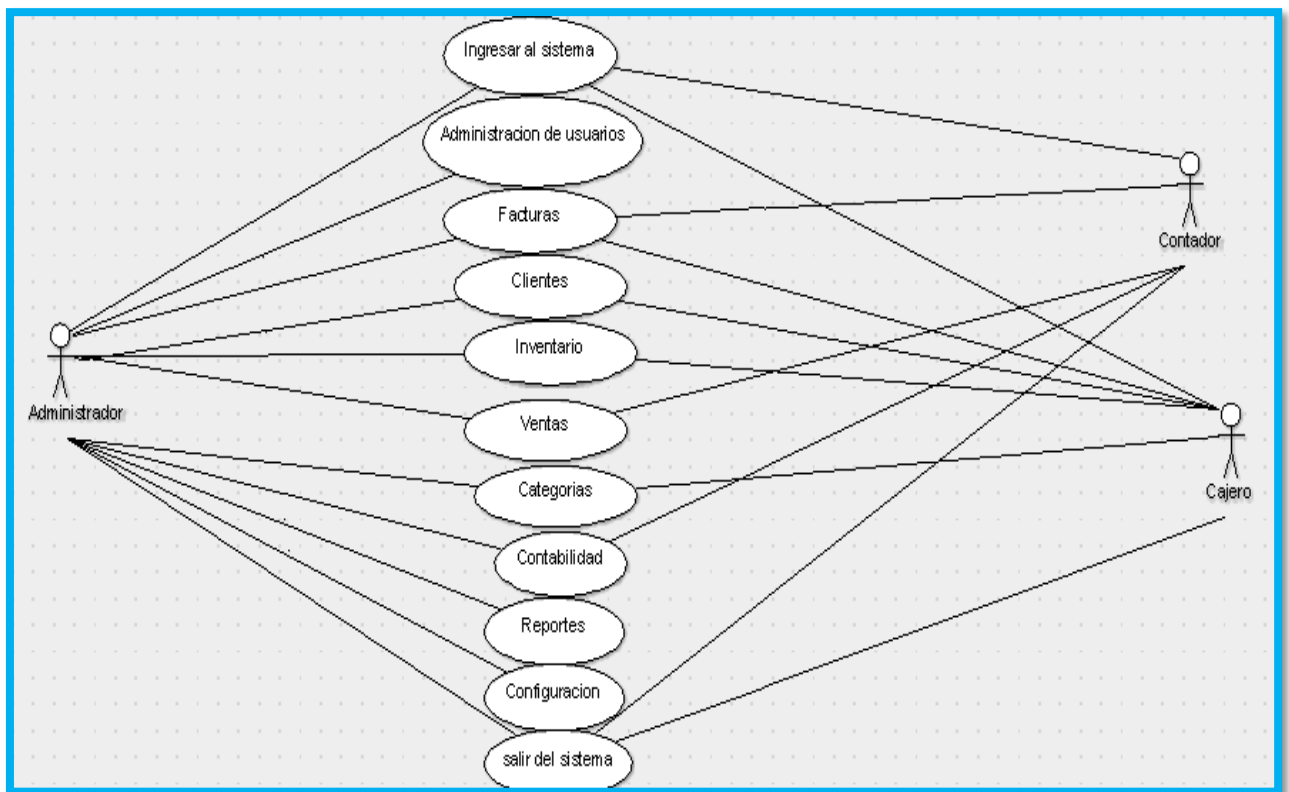 Ingresar al sistema
Administracion de usuarios
Facturas
Clientes
Inventario
Ventas
Categorias
Contabilidad
Reportes
Configuracion
salir del sistema
Administrador
Contador
Cajero